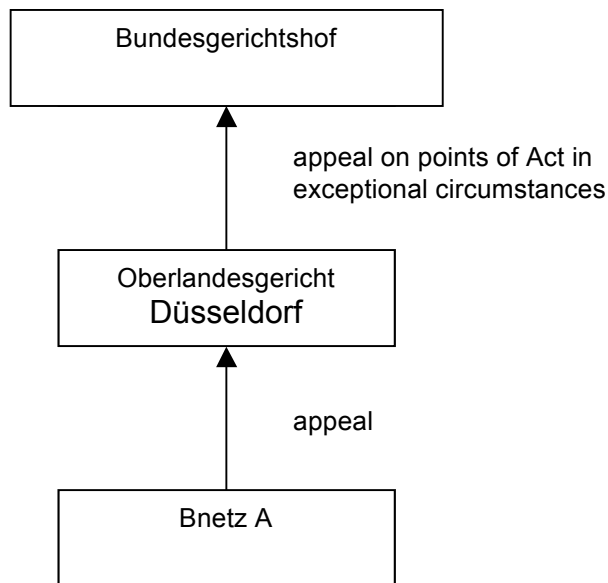 Bundesgerichtshof
appeal on points of Act in
exceptional circumstances
Oberlandesgericht
Düsseldorf
appeal
Bnetz A